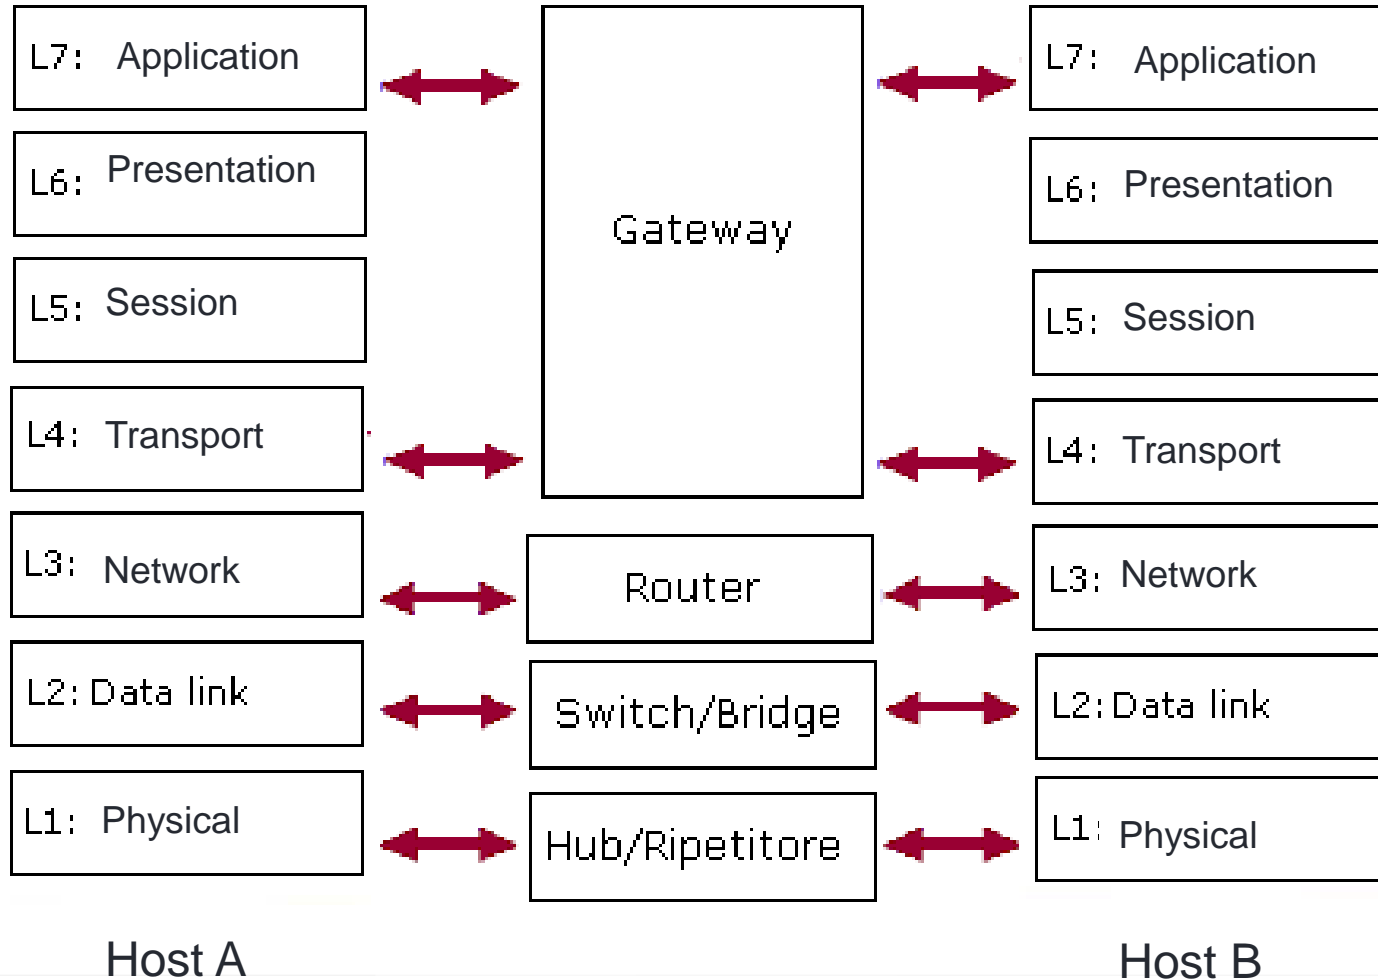 L7: Application
L6: Presentation
L5: Session
L4: Transport
L3: Network
L2: Data link
L1: Physical
Host A
Gateway
Router
Switch/Bridge
Hub/Ripetitore
L7: Application
L6: Presentation
L5: Session
L4: Transport
L3: Network
L2: Data link
L1: Physical
Host B